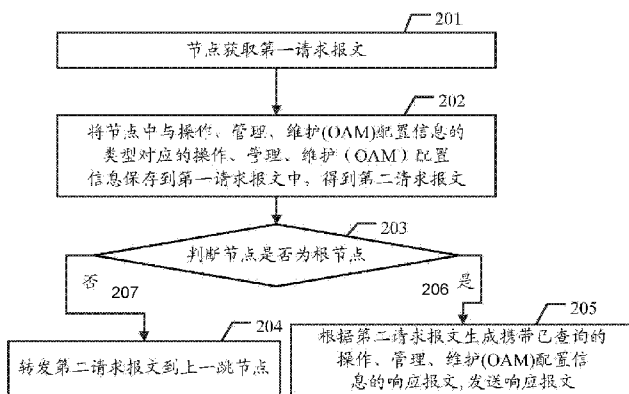 201
节点获取第一请求报文
202
将节点中与操作、管理、维护(OAM)配置信息的
类型对应的操作、管理、维护（OAM）配置
信息保存到第一请求报文中，得到第二请求报文
203
判断节点是否为根节点
否
207
206
是
204
转发第二请求报文到上一跳节点
205
根据第二请求报文生成携带已查询的
操作、管理、维护(OAM)配置信
息的响应报文,发送响应报文